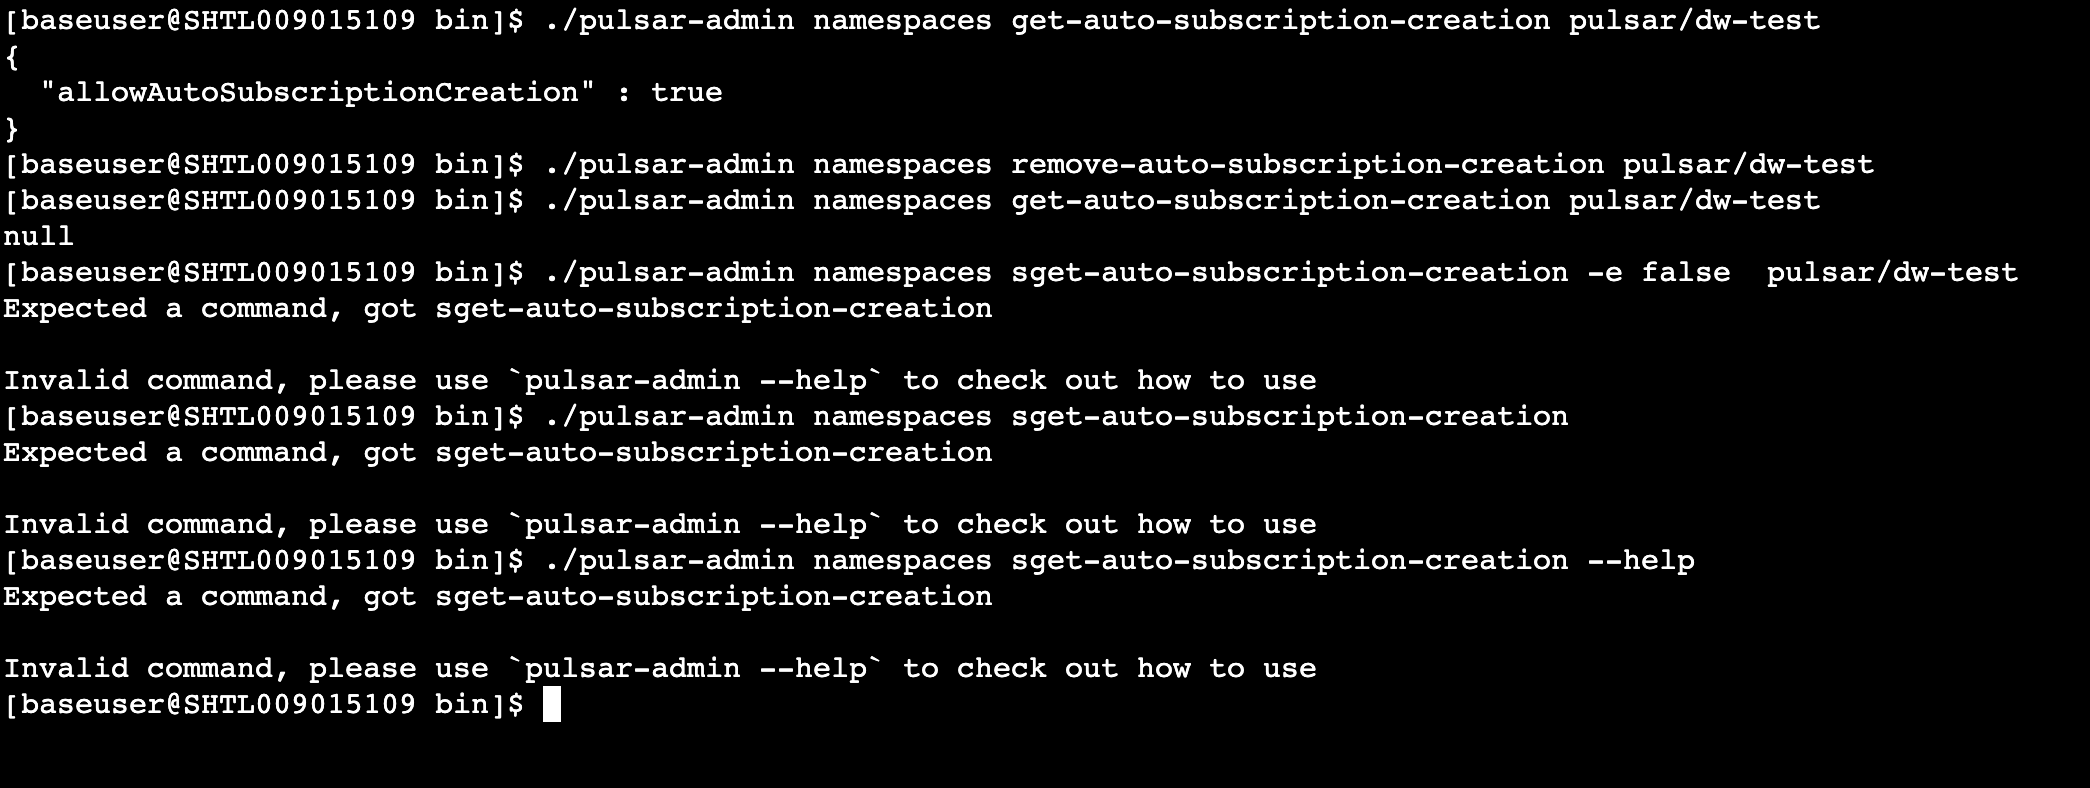 [baseuser@SHTL009015109 bin]$ ./pulsar-admin namespaces get-auto-subscription-creation pulsar/dw-test
{
  "allowAutoSubscriptionCreation" : true
}
[baseuser@SHTL009015109 bin]$ ./pulsar-admin namespaces remove-auto-subscription-creation pulsar/dw-test
[baseuser@SHTL009015109 bin]$ ./pulsar-admin namespaces get-auto-subscription-creation pulsar/dw-test
null
[baseuser@SHTL009015109 bin]$ ./pulsar-admin namespaces sget-auto-subscription-creation -e false  pulsar/dw-test
Expected a command, got sget-auto-subscription-creation

Invalid command, please use `pulsar-admin --help` to check out how to use
[baseuser@SHTL009015109 bin]$ ./pulsar-admin namespaces sget-auto-subscription-creation
Expected a command, got sget-auto-subscription-creation

Invalid command, please use `pulsar-admin --help` to check out how to use
[baseuser@SHTL009015109 bin]$ ./pulsar-admin namespaces sget-auto-subscription-creation --help
Expected a command, got sget-auto-subscription-creation

Invalid command, please use `pulsar-admin --help` to check out how to use
[baseuser@SHTL009015109 bin]$